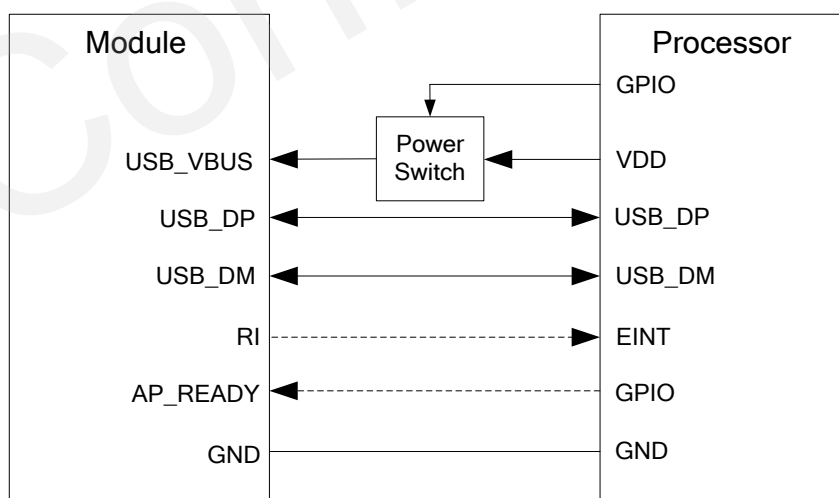 Module
Processor
GPIO
Power
Switch
USB_VBUS
VDD
USB_DP
USB_DP
USB_DM
USB_DM
RI
EINT
AP_READY
GPIO
GND
GND